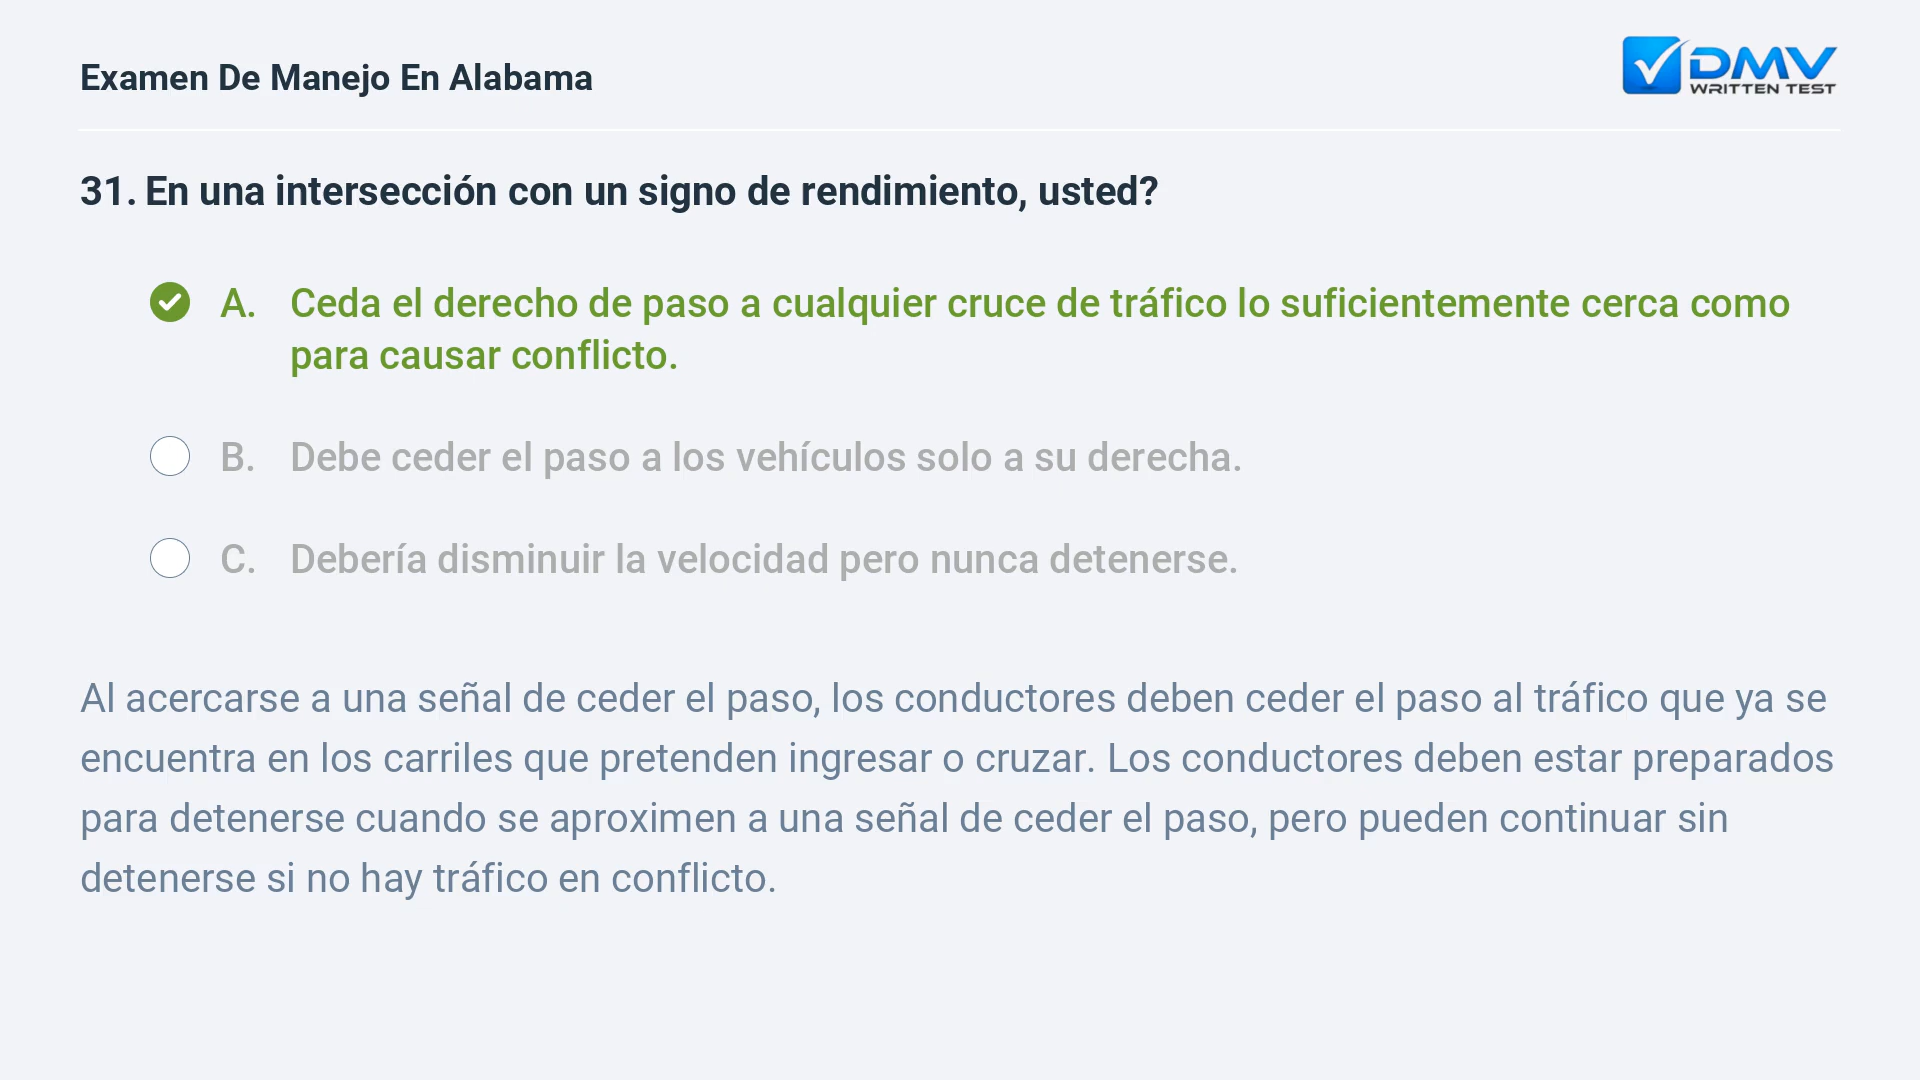 Examen De Manejo En Alabama
DMV
WRITTEN TEST
31. En una intersección con un signo de rendimiento, usted?
A. Ceda el derecho de paso a cualquier cruce de tráfico lo suficientemente cerca como
para causar conflicto.
B. Debe ceder el paso a los vehículos solo a su derecha.
C. Debería disminuir la velocidad pero nunca detenerse.
Al acercarse a una señal de ceder el paso, los conductores deben ceder el paso al tráfico que ya se
encuentra en los carriles que pretenden ingresar o cruzar. Los conductores deben estar preparados
para detenerse cuando se aproximen a una señal de ceder el paso, pero pueden continuar sin
detenerse si no hay tráfico en conflicto.